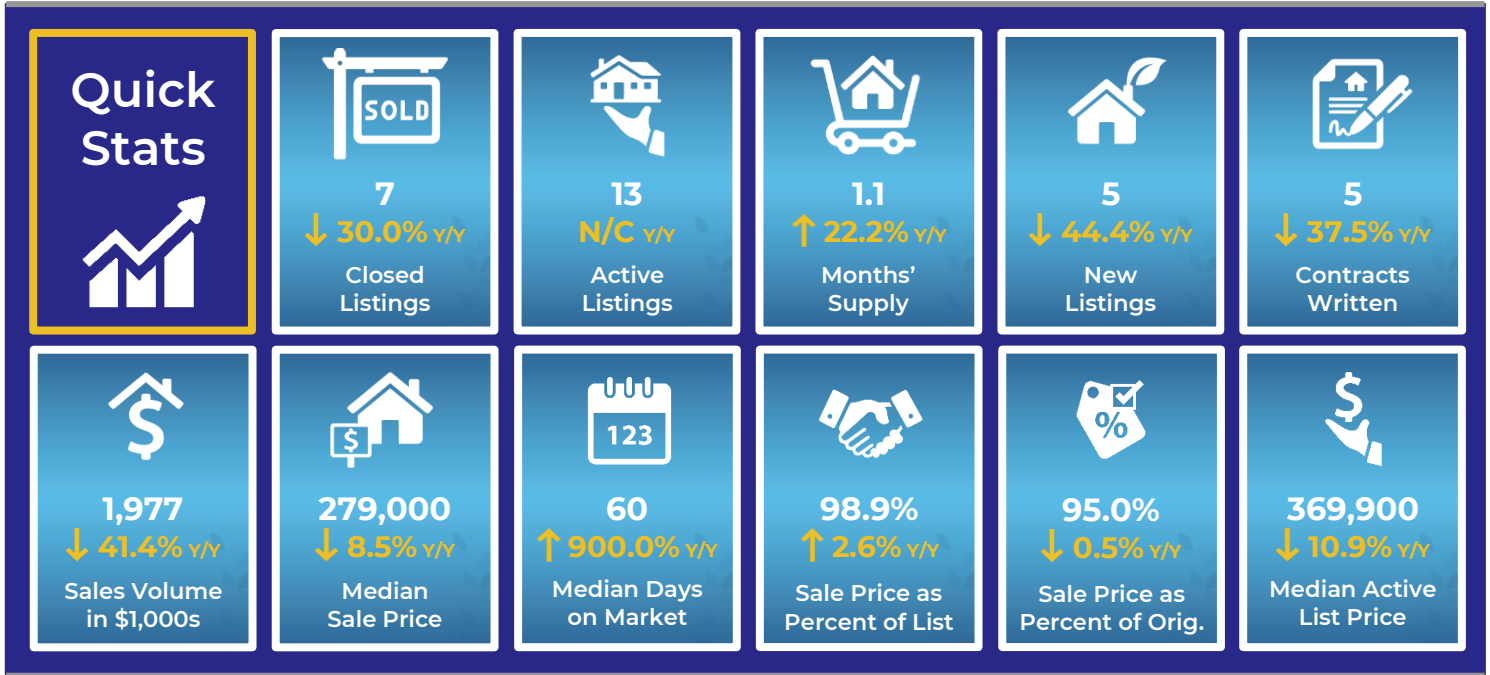 Quick
Stats
SOLD
7
↓ 30.0% Y/Y
Closed
Listings
13
N/C Y/Y
Active
Listings
1.1
↑ 22.2% Y/Y
Months’
Supply
5
↓ 44.4% Y/Y
New
Listings
5
↓ 37.5% Y/Y
Contracts
Written
$
1,977
↓ 41.4% Y/Y
Sales Volume
in $1,000s
$
279,000
↓ 8.5% Y/Y
Median
Sale Price
123
60
↑ 900.0% Y/Y
Median Days
on Market
98.9%
↑ 2.6% Y/Y
Sale Price as
Percent of List
%
95.0%
↓ 0.5% Y/Y
Sale Price as
Percent of Orig.
$
369,900
↓ 10.9% Y/Y
Median Active
List Price